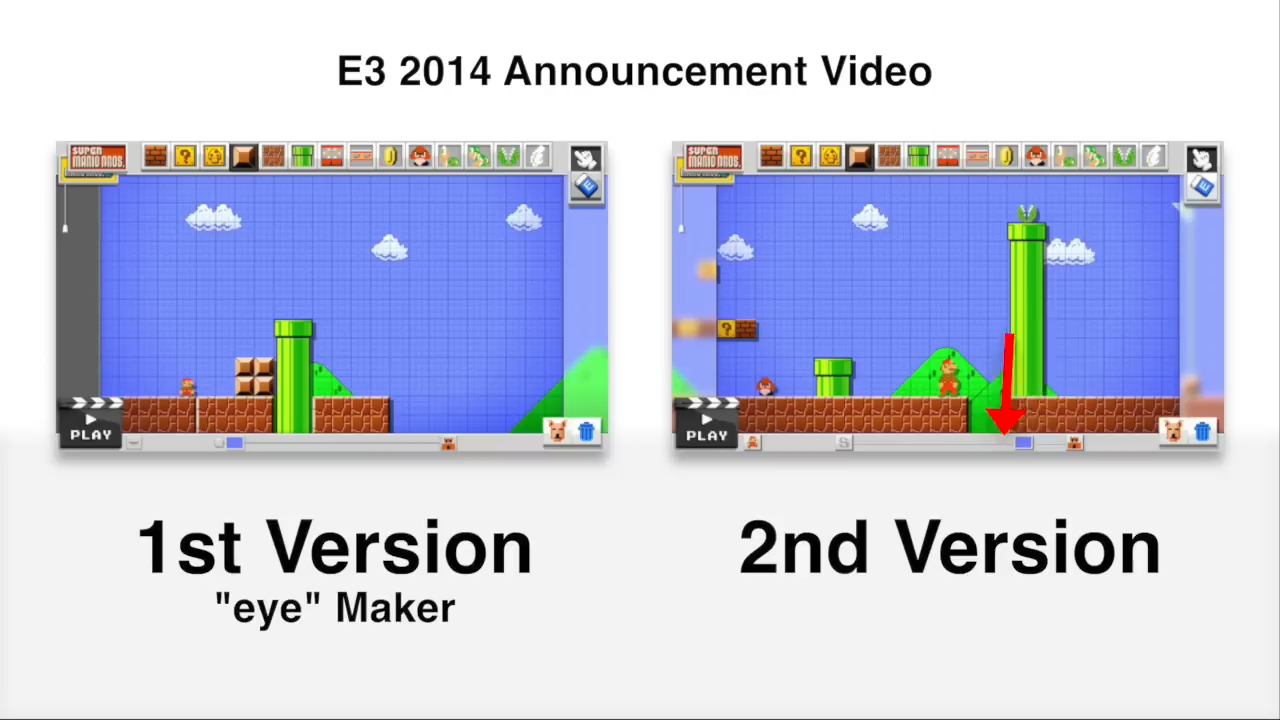 E3 2014 Announcement Video
SUPER
MARIO BROS.
PLAY
SUPER
MARIO BROS.
PLAY
S
1st Version
"eye" Maker
2nd Version